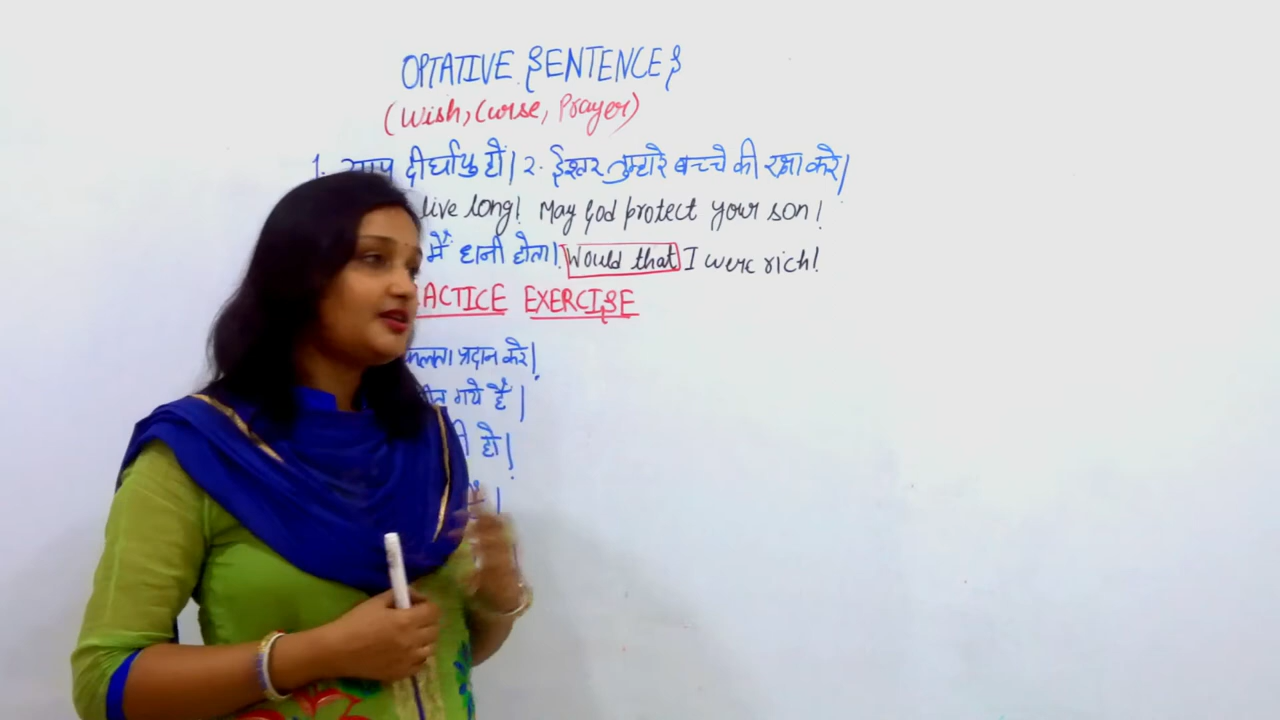 OPTATIVE SENTENCES
(Wish, Curse, Prayer)
1. आप दीर्घायु हों। 2. ईश्वर तुम्हारे बच्चे की रक्षा करे।
live long! May God protect your son!
मैं धनी होता। Would that I were rich!
ACTICE EXERCISE
प्रदान करे।
गये हैं।
हो।